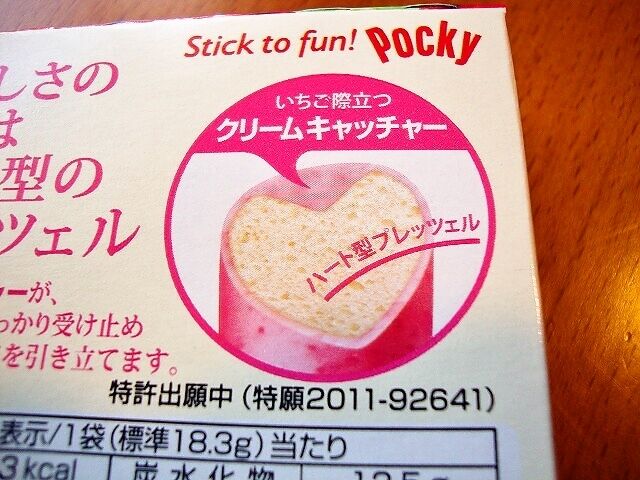 Stick to fun! Pocky
しさの
は
型の
ツェル
いちご際立つ
クリームキャッチャー
ハート型プレッツェル
ーが、
っかり受け止め
を引き立てます。
特許出願中（特願2011-92641）
表示/1袋(標準18.3g)当たり
3kcal 炭水化物 12.5g